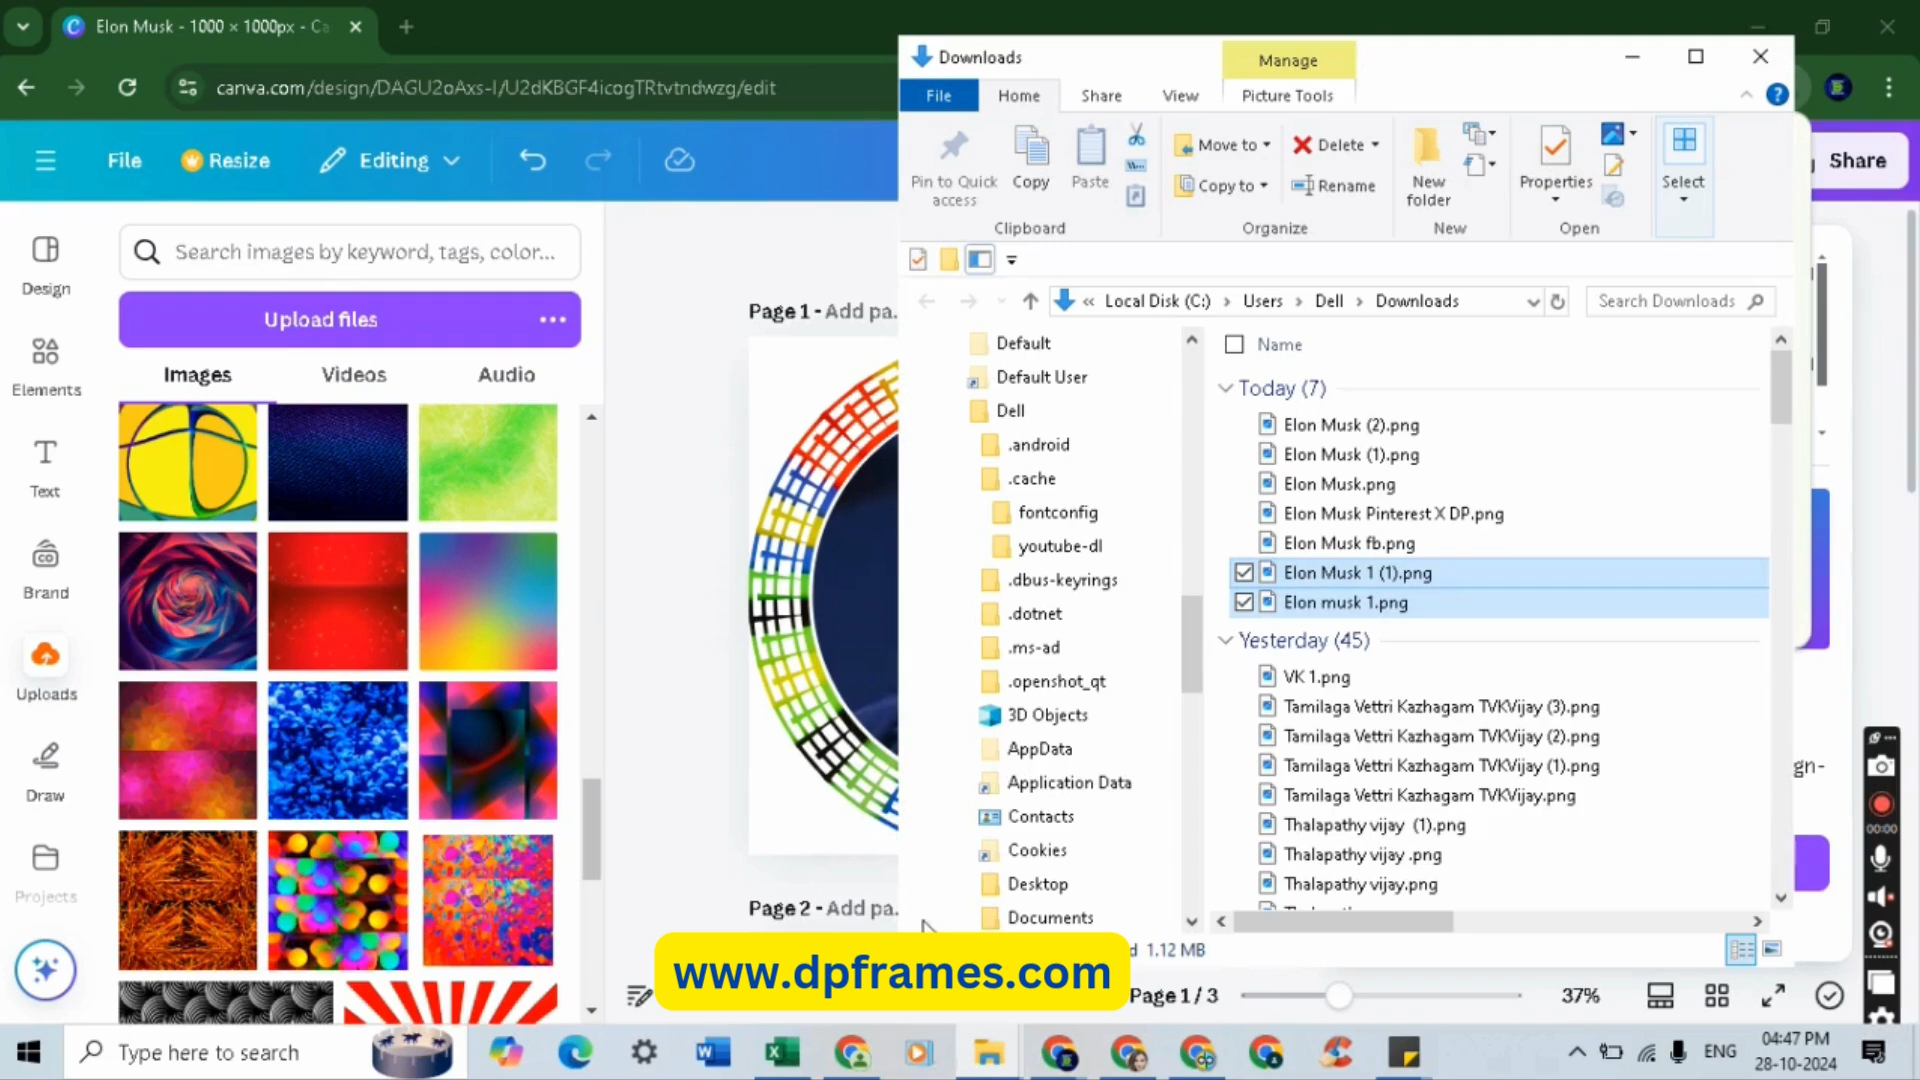 Elon Musk - 1000 × 1000px - Ca
canva.com/design/DAGU2oAxs-I/U2dKBGF4icogTRtvtndwzg/edit
File
Resize
Editing
Share
Design
Elements
Text
Brand
Uploads
Draw
Projects
Search images by keyword, tags, color...
Upload files
Images
Videos
Audio
Page 1 - Add pa...
Page 2 - Add pa...
Downloads
Manage
File
Home
Share
View
Picture Tools
Pin to Quick
access
Copy
Paste
Clipboard
Move to
Copy to
Delete
Rename
Organize
New
folder
New
Properties
Open
Select
« Local Disk (C:) › Users › Dell › Downloads
Search Downloads
Default
Default User
Dell
.android
.cache
fontconfig
youtube-dl
.dbus-keyrings
.dotnet
.ms-ad
.openshot_qt
3D Objects
AppData
Application Data
Contacts
Cookies
Desktop
Documents
Name
Today (7)
Elon Musk (2).png
Elon Musk (1).png
Elon Musk.png
Elon Musk Pinterest X DP.png
Elon Musk fb.png
Elon Musk 1 (1).png
Elon musk 1.png
Yesterday (45)
VK 1.png
Tamilaga Vettri Kazhagam TVKVijay (3).png
Tamilaga Vettri Kazhagam TVKVijay (2).png
Tamilaga Vettri Kazhagam TVKVijay (1).png
Tamilaga Vettri Kazhagam TVKVijay.png
Thalapathy vijay (1).png
Thalapathy vijay .png
Thalapathy vijay.png
d 1.12 MB
gn-
00:00
www.dpframes.com
Page 1 / 3
37%
Type here to search
ENG
04:47 PM
28-10-2024